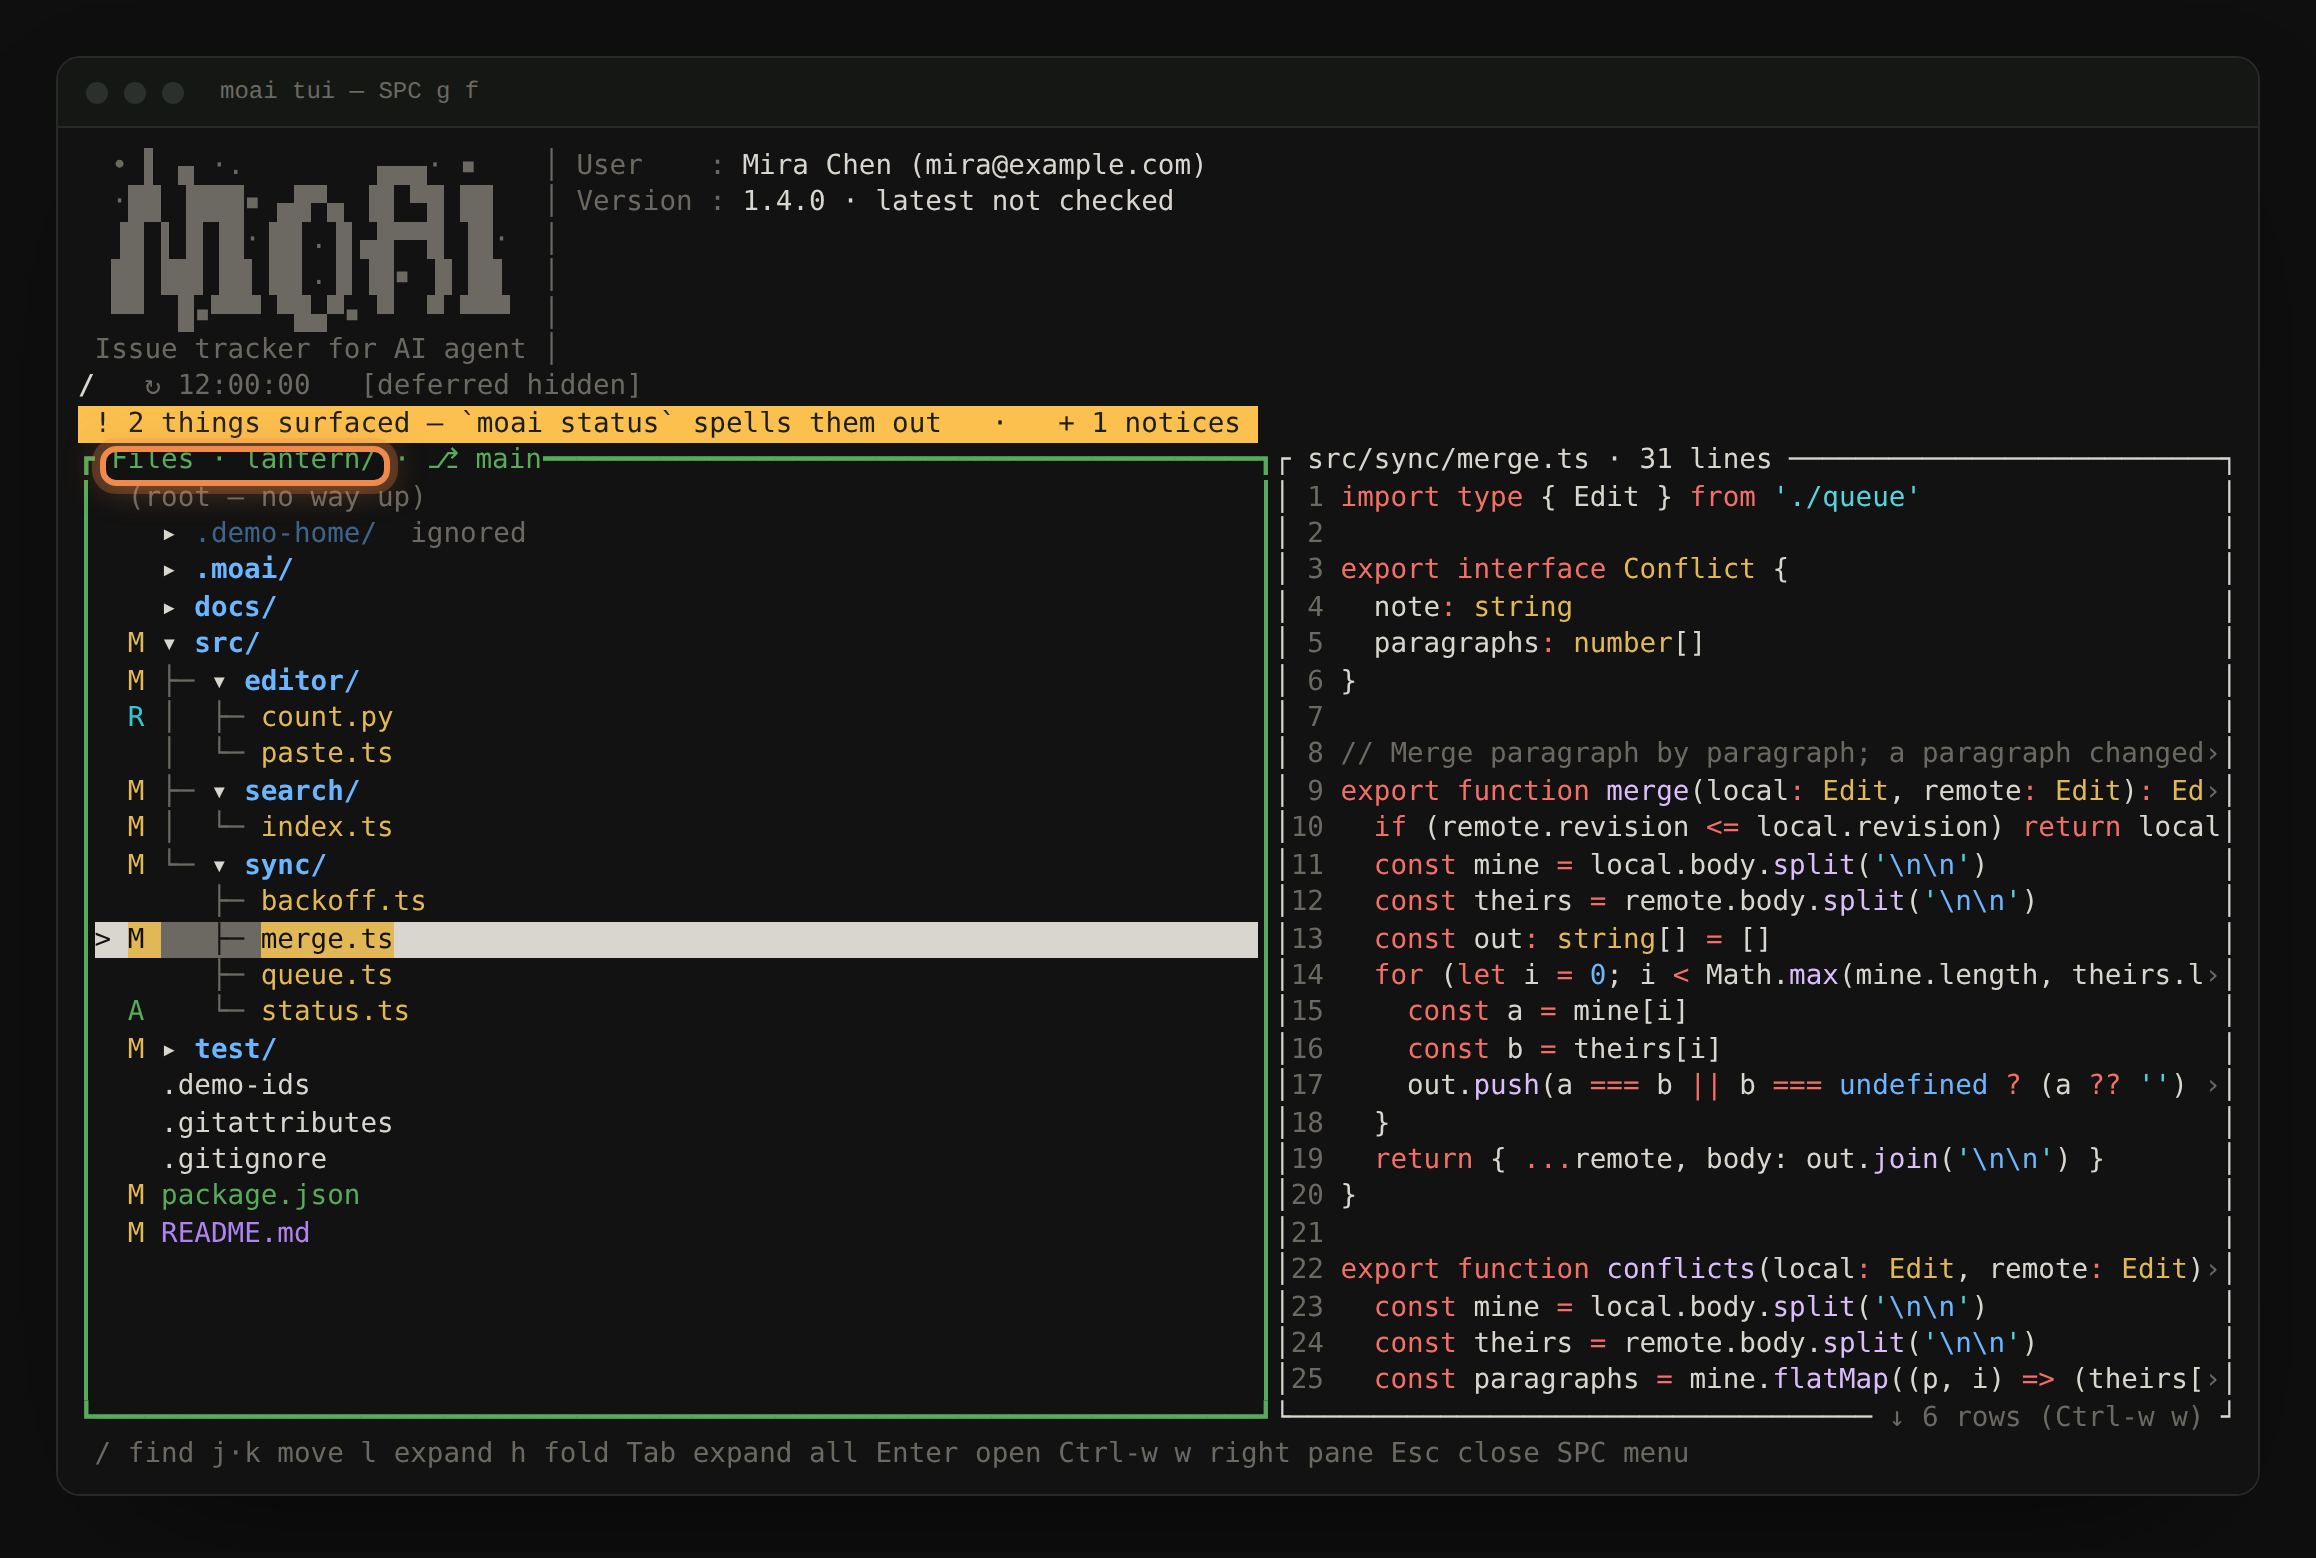 moai tui — SPC g f
moai
User : Mira Chen (mira@example.com)
Version : 1.4.0 · latest not checked
Issue tracker for AI agent
/ ↻ 12:00:00 [deferred hidden]
! 2 things surfaced — `moai status` spells them out · + 1 notices
Files · lantern/ · ⎇ main
(root — no way up)
▸ .demo-home/ ignored
▸ .moai/
▸ docs/
M ▾ src/
M ├─ ▾ editor/
R │ ├─ count.py
│ └─ paste.ts
M ├─ ▾ search/
M │ └─ index.ts
M └─ ▾ sync/
├─ backoff.ts
> M ├─ merge.ts
├─ queue.ts
A └─ status.ts
M ▸ test/
.demo-ids
.gitattributes
.gitignore
M package.json
M README.md
src/sync/merge.ts · 31 lines
1 import type { Edit } from './queue'
2
3 export interface Conflict {
4 note: string
5 paragraphs: number[]
6 }
7
8 // Merge paragraph by paragraph; a paragraph changed›
9 export function merge(local: Edit, remote: Edit): Ed›
10 if (remote.revision <= local.revision) return local
11 const mine = local.body.split('\n\n')
12 const theirs = remote.body.split('\n\n')
13 const out: string[] = []
14 for (let i = 0; i < Math.max(mine.length, theirs.l›
15 const a = mine[i]
16 const b = theirs[i]
17 out.push(a === b || b === undefined ? (a ?? '') ›
18 }
19 return { ...remote, body: out.join('\n\n') }
20 }
21
22 export function conflicts(local: Edit, remote: Edit)›
23 const mine = local.body.split('\n\n')
24 const theirs = remote.body.split('\n\n')
25 const paragraphs = mine.flatMap((p, i) => (theirs[›
↓ 6 rows (Ctrl-w w)
/ find j·k move l expand h fold Tab expand all Enter open Ctrl-w w right pane Esc close SPC menu